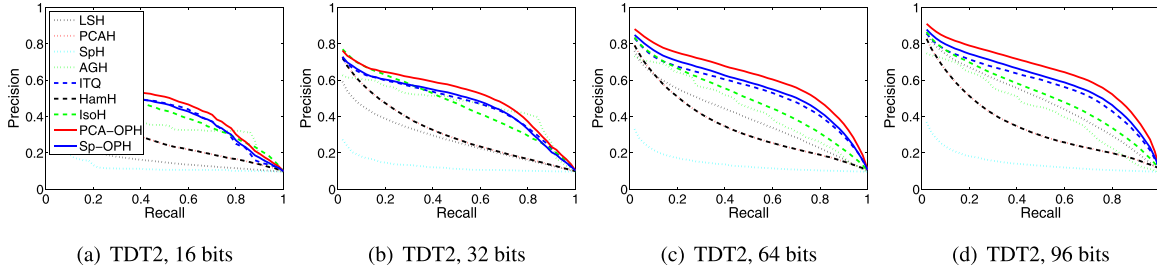 LSH
PCAH
SpH
AGH
ITQ
HamH
IsoH
PCA-OPH
Sp-OPH
Precision
1
0.8
0.6
0.4
0.2
0
0 0.2 0.4 0.6 0.8 1
Recall
(a) TDT2, 16 bits
Precision
1
0.8
0.6
0.4
0.2
0
0 0.2 0.4 0.6 0.8 1
Recall
(b) TDT2, 32 bits
Precision
1
0.8
0.6
0.4
0.2
0
0 0.2 0.4 0.6 0.8 1
Recall
(c) TDT2, 64 bits
Precision
1
0.8
0.6
0.4
0.2
0
0 0.2 0.4 0.6 0.8
Recall
(d) TDT2, 96 bits